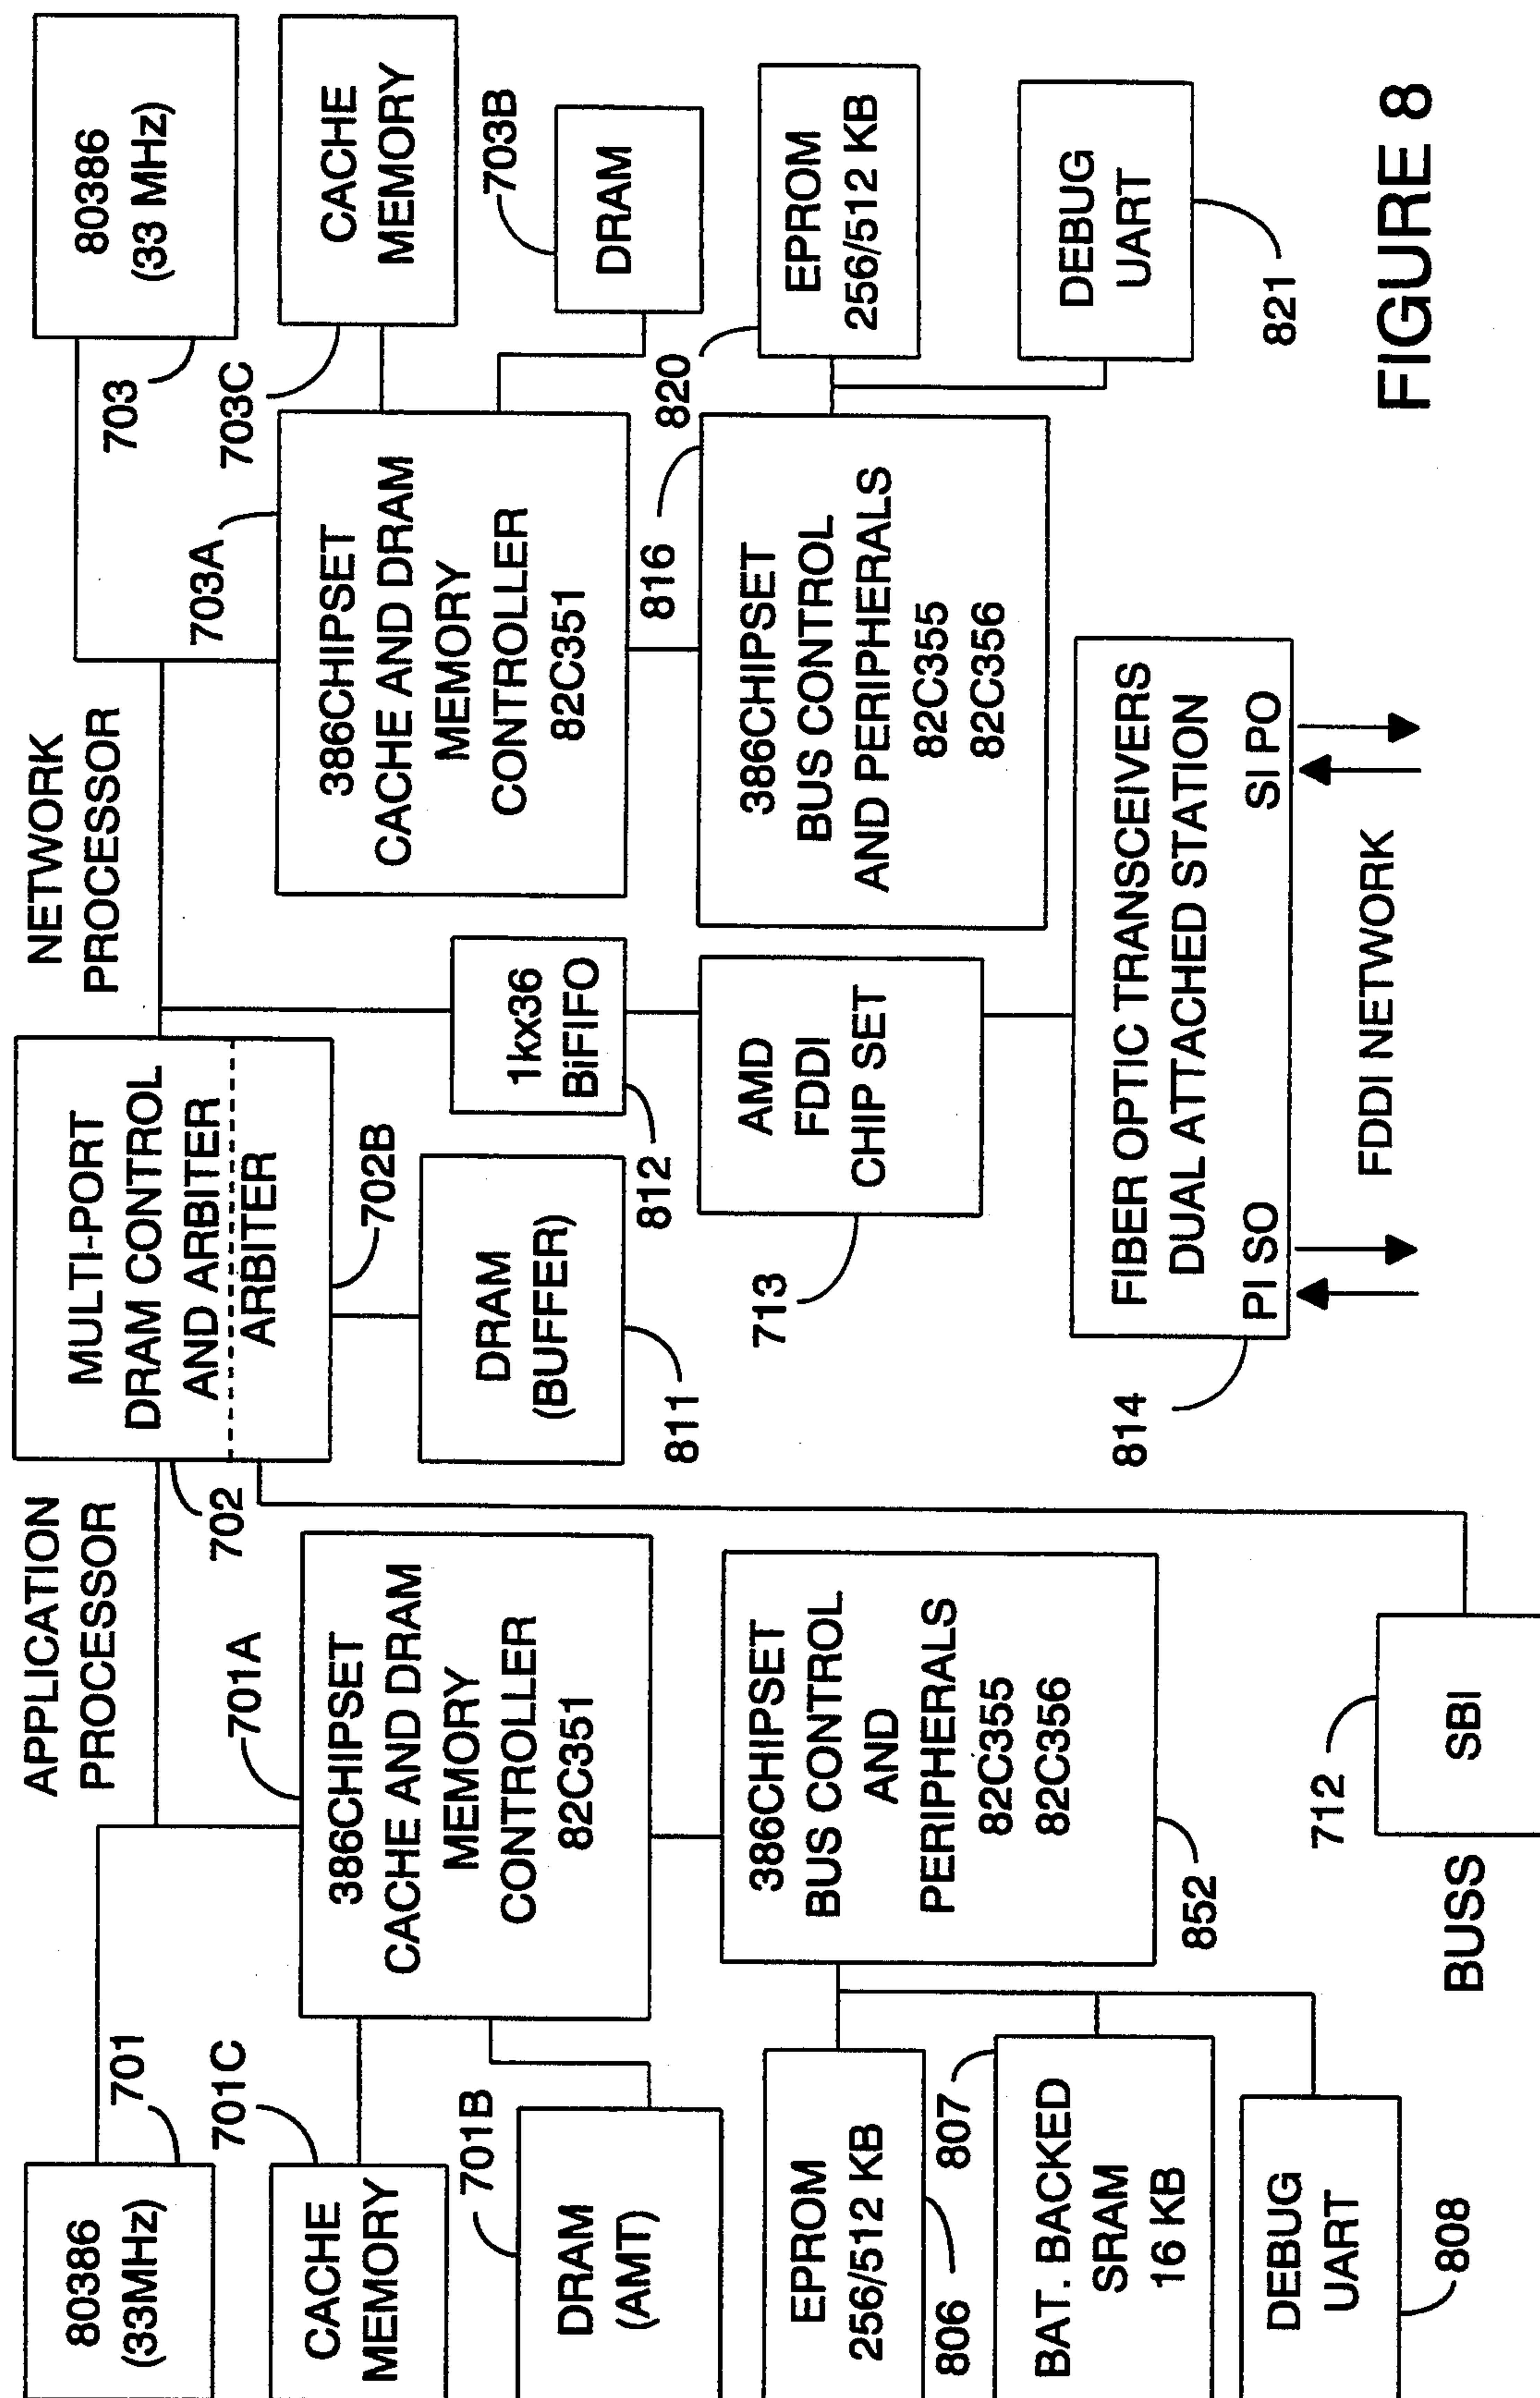 APPLICATION
PROCESSOR
NETWORK
PROCESSOR
80386
(33MHz)
701
CACHE
MEMORY
701C
DRAM
(AMT)
701B
EPROM
256/512 KB
806
BAT. BACKED
SRAM
16 KB
807
DEBUG
UART
808
701A
386CHIPSET
CACHE AND DRAM
MEMORY
CONTROLLER
82C351
386CHIPSET
BUS CONTROL
AND
PERIPHERALS
82C355
82C356
852
BUSS
SBI
712
702
MULTI-PORT
DRAM CONTROL
AND ARBITER
ARBITER
702B
DRAM
(BUFFER)
811
1kx36
BiFIFO
812
AMD
FDDI
CHIP SET
713
FIBER OPTIC TRANSCEIVERS
DUAL ATTACHED STATION
PI SO
SI PO
814
FDDI NETWORK
703A
386CHIPSET
CACHE AND DRAM
MEMORY
CONTROLLER
82C351
816
386CHIPSET
BUS CONTROL
AND PERIPHERALS
82C355
82C356
80386
(33 MHz)
703
CACHE
MEMORY
703C
DRAM
703B
EPROM
256/512 KB
820
DEBUG
UART
821
FIGURE 8